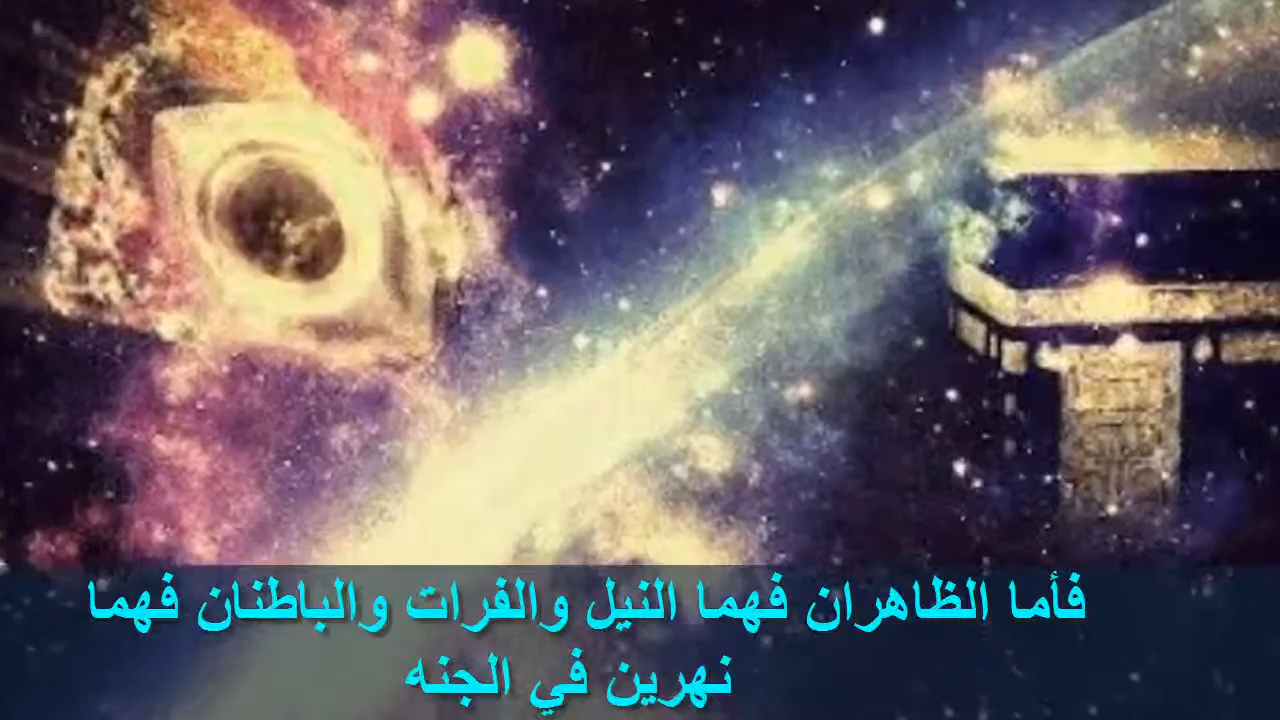 فأما الظاهران فهما النيل والفرات والباطنان فهما
نهرين في الجنه